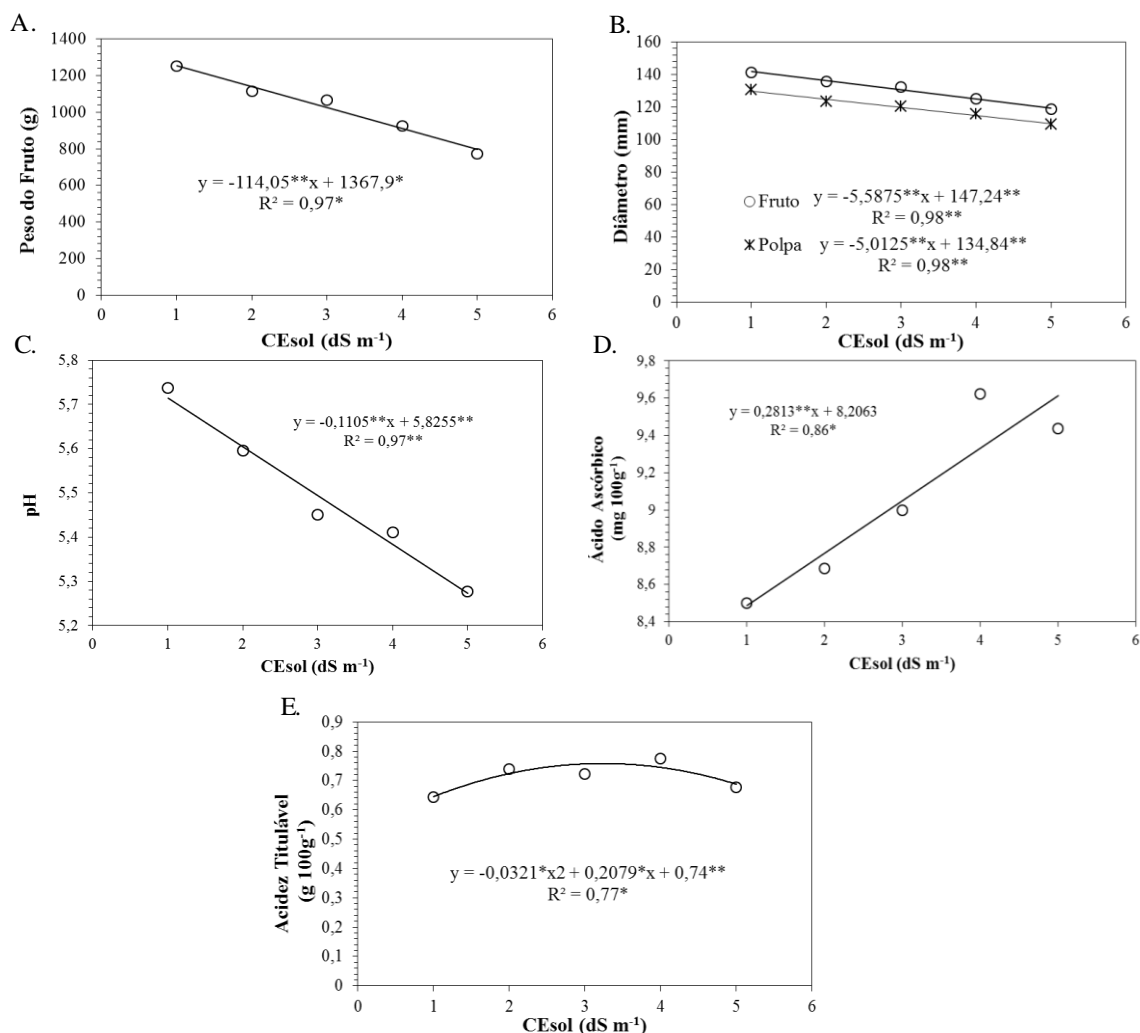 A.
1400
1200
1000
800
600
400
200
0
Peso do Fruto (g)
y = -114,05**x + 1367,9*
R² = 0,97*
0 1 2 3 4 5 6
CEsol (dS m⁻¹)
B.
160
140
120
100
80
60
40
20
0
Diâmetro (mm)
Fruto y = -5,5875**x + 147,24**
R² = 0,98**
Polpa y = -5,0125**x + 134,84**
R² = 0,98**
0 1 2 3 4 5 6
CEsol (dS m⁻¹)
C.
5,8
5,7
5,6
5,5
5,4
5,3
5,2
pH
y = -0,1105**x + 5,8255**
R² = 0,97**
0 1 2 3 4 5 6
CEsol (dS m⁻¹)
D.
9,8
9,6
9,4
9,2
9
8,8
8,6
8,4
Ácido Ascórbico
(mg 100g⁻¹)
y = 0,2813**x + 8,2063
R² = 0,86*
0 1 2 3 4 5 6
CEsol (dS m⁻¹)
E.
0,9
0,8
0,7
0,6
0,5
0,4
0,3
0,2
0,1
0
Acidez Titulável
(g 100g⁻¹)
y = -0,0321*x2 + 0,2079*x + 0,74**
R² = 0,77*
0 1 2 3 4 5 6
CEsol (dS m⁻¹)